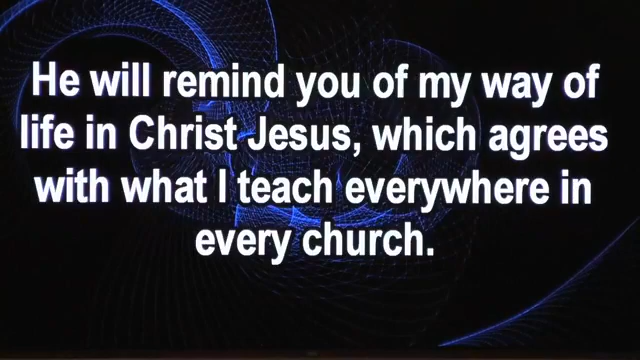 He will remind you of my way of
life in Christ Jesus, which agrees
with what I teach everywhere in
every church.